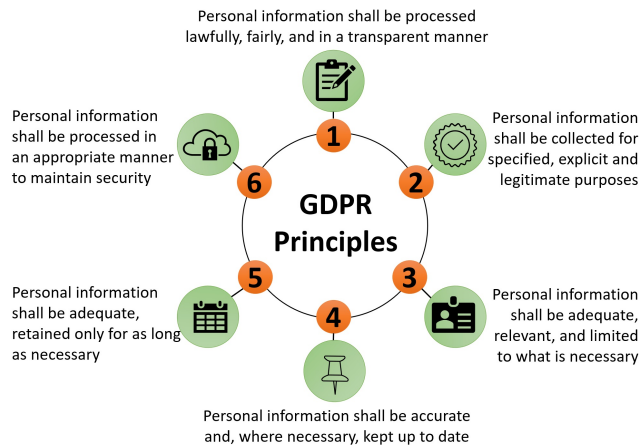 Personal information shall be processed
lawfully, fairly, and in a transparent manner
1
Personal information
shall be collected for
specified, explicit and
legitimate purposes
2
Personal information
shall be adequate,
relevant, and limited
to what is necessary
3
Personal information shall be accurate
and, where necessary, kept up to date
4
Personal information
shall be adequate,
retained only for as long
as necessary
5
Personal information
shall be processed in
an appropriate manner
to maintain security
6
GDPR
Principles